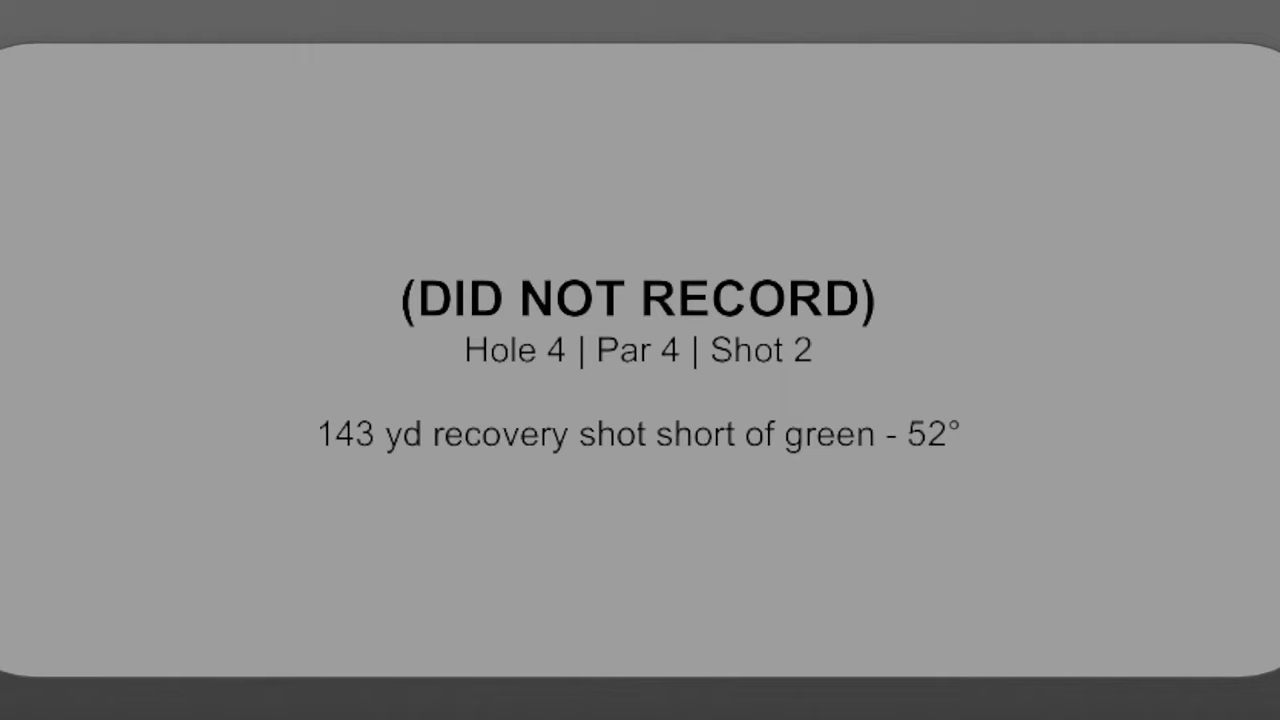 (DID NOT RECORD)
Hole 4 | Par 4 | Shot 2
143 yd recovery shot short of green - 52°